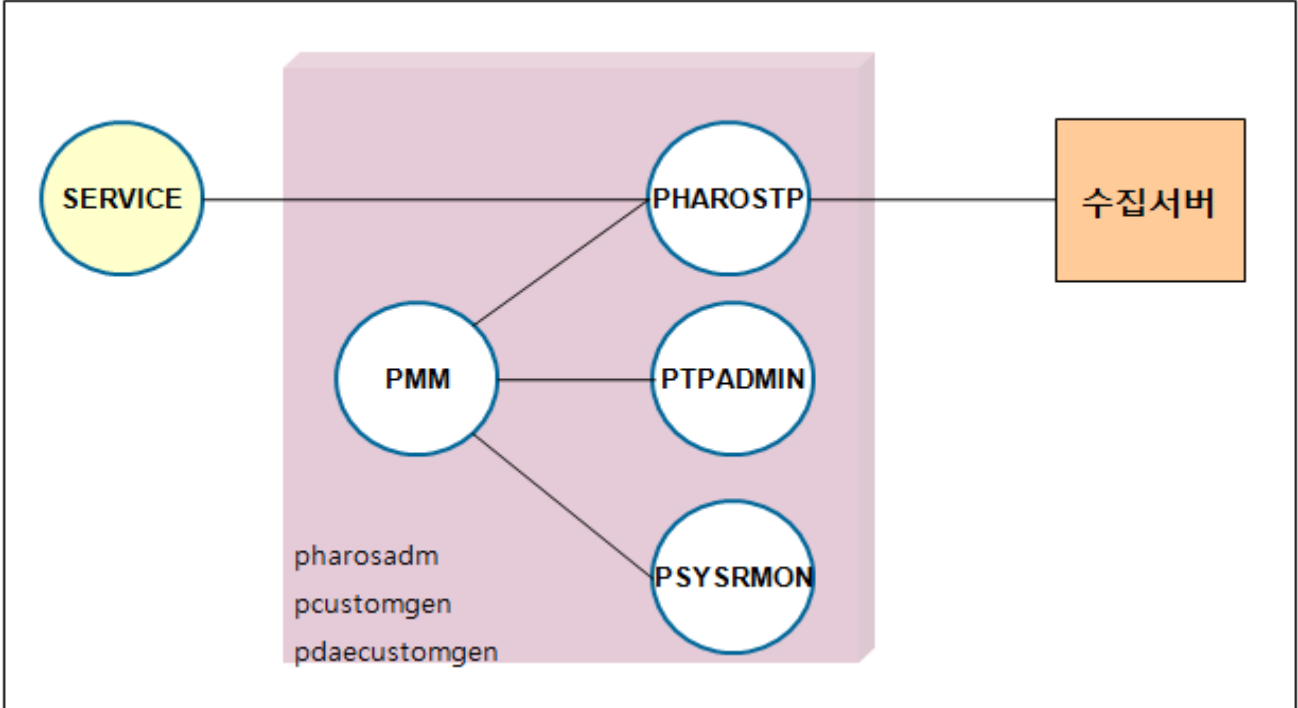 SERVICE
PHAROSTP
수집서버
PMM
PTPADMIN
PSYSRMON
pharosadm
pcustomgen
pdaecustomgen